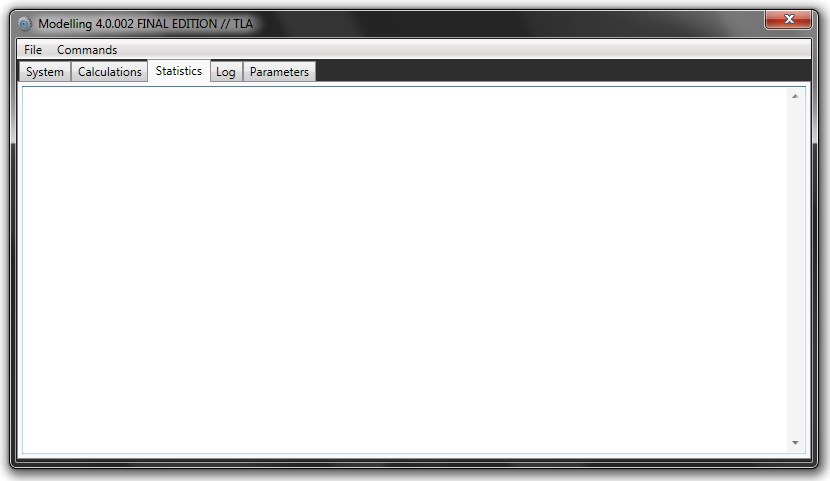 Modelling 4.0.002 FINAL EDITION // TLA
File Commands
System Calculations Statistics Log Parameters